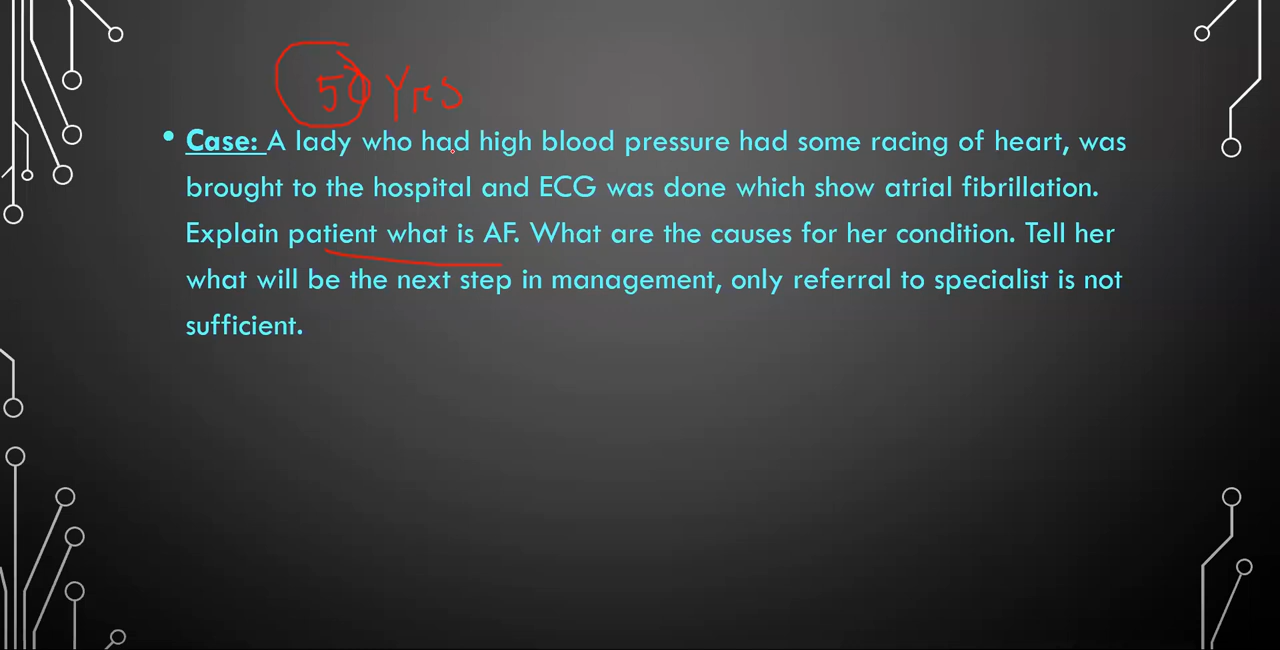 50 Yrs
• Case: A lady who had high blood pressure had some racing of heart, was
brought to the hospital and ECG was done which show atrial fibrillation.
Explain patient what is AF. What are the causes for her condition. Tell her
what will be the next step in management, only referral to specialist is not
sufficient.